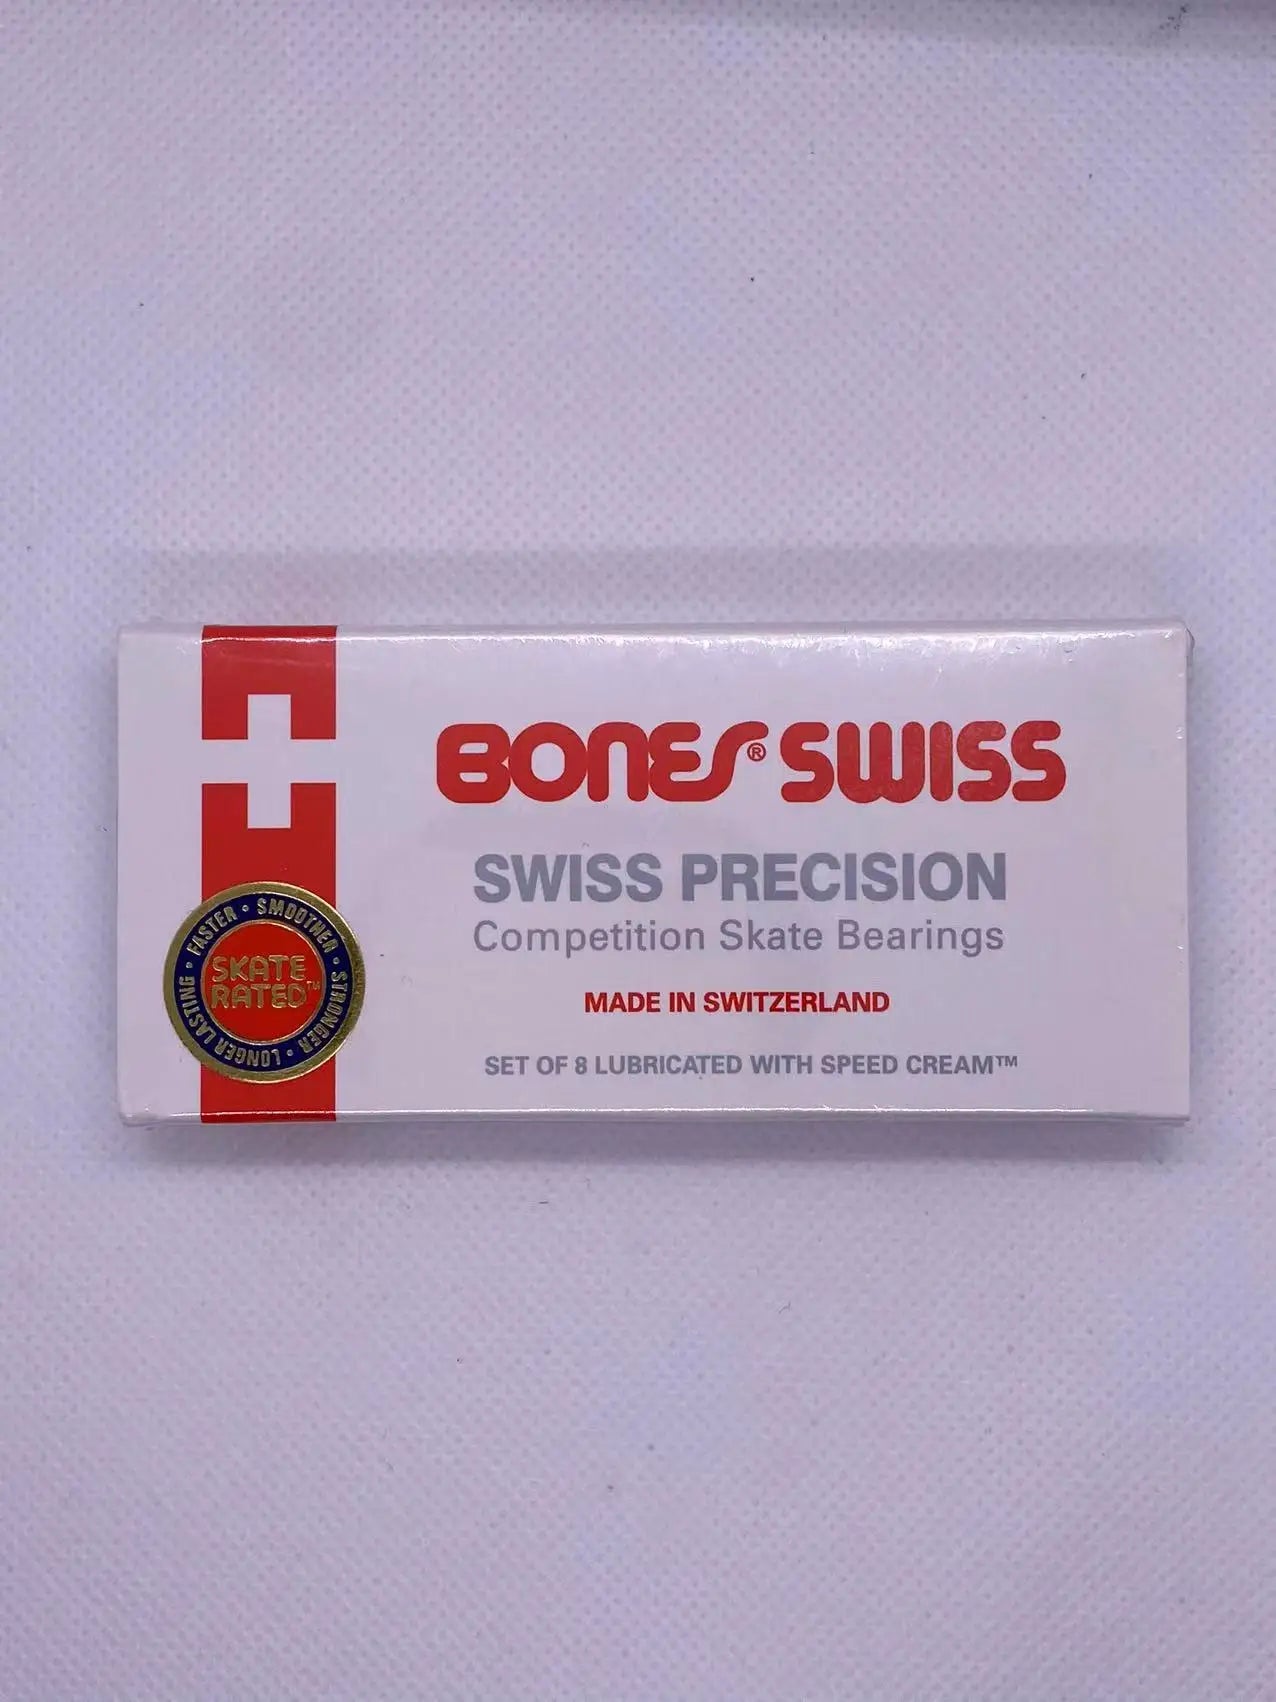 BONES® SWISS
SWISS PRECISION
Competition Skate Bearings
MADE IN SWITZERLAND
SET OF 8 LUBRICATED WITH SPEED CREAM™
FASTER • SMOOTHER • STRONGER • LONGER LASTING •
SKATE
RATED™